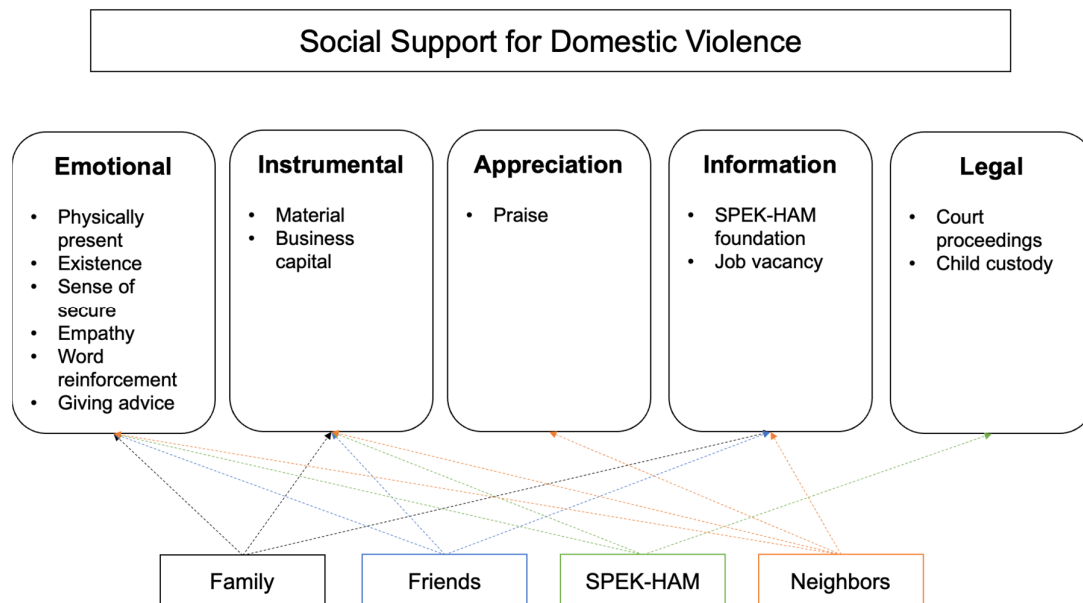 Social Support for Domestic Violence
Emotional
• Physically
present
• Existence
• Sense of
secure
• Empathy
• Word
reinforcement
• Giving advice
Instrumental
• Material
• Business
capital
Appreciation
• Praise
Information
• SPEK-HAM
foundation
• Job vacancy
Legal
• Court
proceedings
• Child custody
Family
Friends
SPEK-HAM
Neighbors